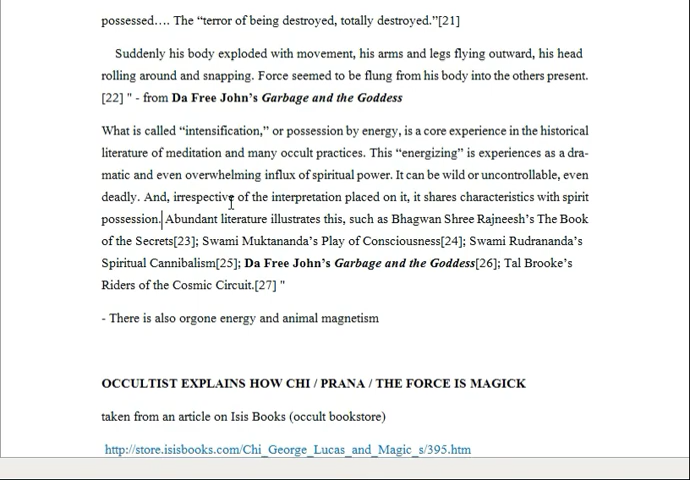 possessed…. The “terror of being destroyed, totally destroyed.”[21]
Suddenly his body exploded with movement, his arms and legs flying outward, his head
rolling around and snapping. Force seemed to be flung from his body into the others present.
[22] " - from Da Free John’s Garbage and the Goddess
What is called “intensification,” or possession by energy, is a core experience in the historical
literature of meditation and many occult practices. This “energizing” is experiences as a dra-
matic and even overwhelming influx of spiritual power. It can be wild or uncontrollable, even
deadly. And, irrespective of the interpretation placed on it, it shares characteristics with spirit
possession. Abundant literature illustrates this, such as Bhagwan Shree Rajneesh’s The Book
of the Secrets[23]; Swami Muktananda’s Play of Consciousness[24]; Swami Rudrananda’s
Spiritual Cannibalism[25]; Da Free John’s Garbage and the Goddess[26]; Tal Brooke’s
Riders of the Cosmic Circuit.[27] "
- There is also orgone energy and animal magnetism
OCCULTIST EXPLAINS HOW CHI / PRANA / THE FORCE IS MAGICK
taken from an article on Isis Books (occult bookstore)
http://store.isisbooks.com/Chi_George_Lucas_and_Magic_s/395.htm